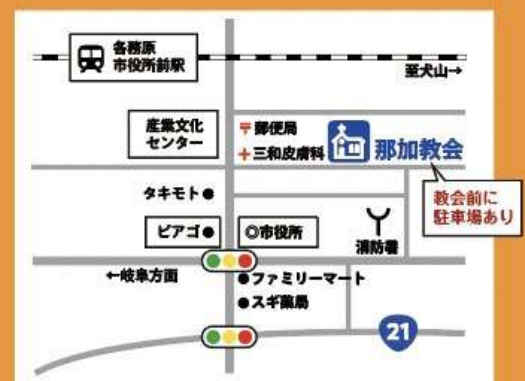 各務原
市役所前駅
至犬山→
産業文化
センター
〒郵便局
+三和皮膚科
那加教会
教会前に
駐車場あり
タキモト●
ピアゴ●
◎市役所
消防署
←岐阜方面
●ファミリーマート
●スギ薬局
21